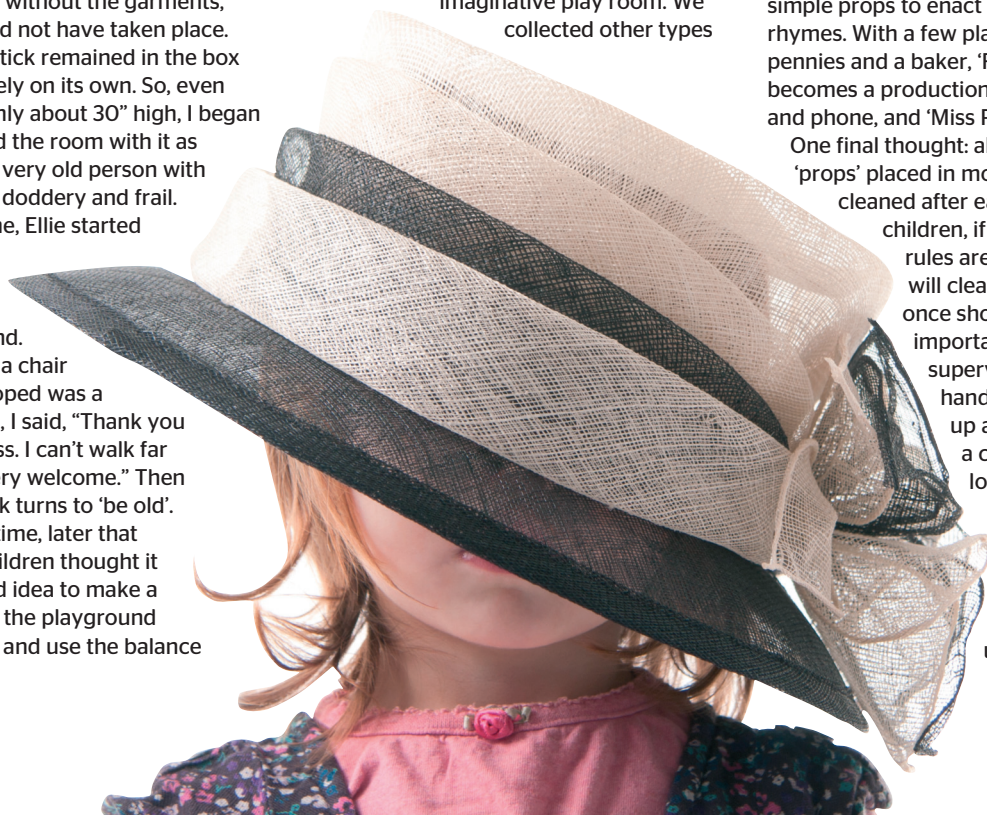 without the garments,
d not have taken place.
tick remained in the box
ely on its own. So, even
nly about 30” high, I began
d the room with it as
very old person with
doddery and frail.
ne, Ellie started
nd.
a chair
oped was a
, I said, “Thank you
ss. I can’t walk far
ery welcome.” Then
k turns to ‘be old’.
time, later that
ildren thought it
d idea to make a
the playground
and use the balance
imaginative play room. We
collected other types
simple props to enact
rhymes. With a few pla
pennies and a baker, ‘F
becomes a production
and phone, and ‘Miss P
One final thought: al
‘props’ placed in mo
cleaned after ea
children, if
rules are
will clea
once sho
importa
superv
hand
up a
a c
lo
u